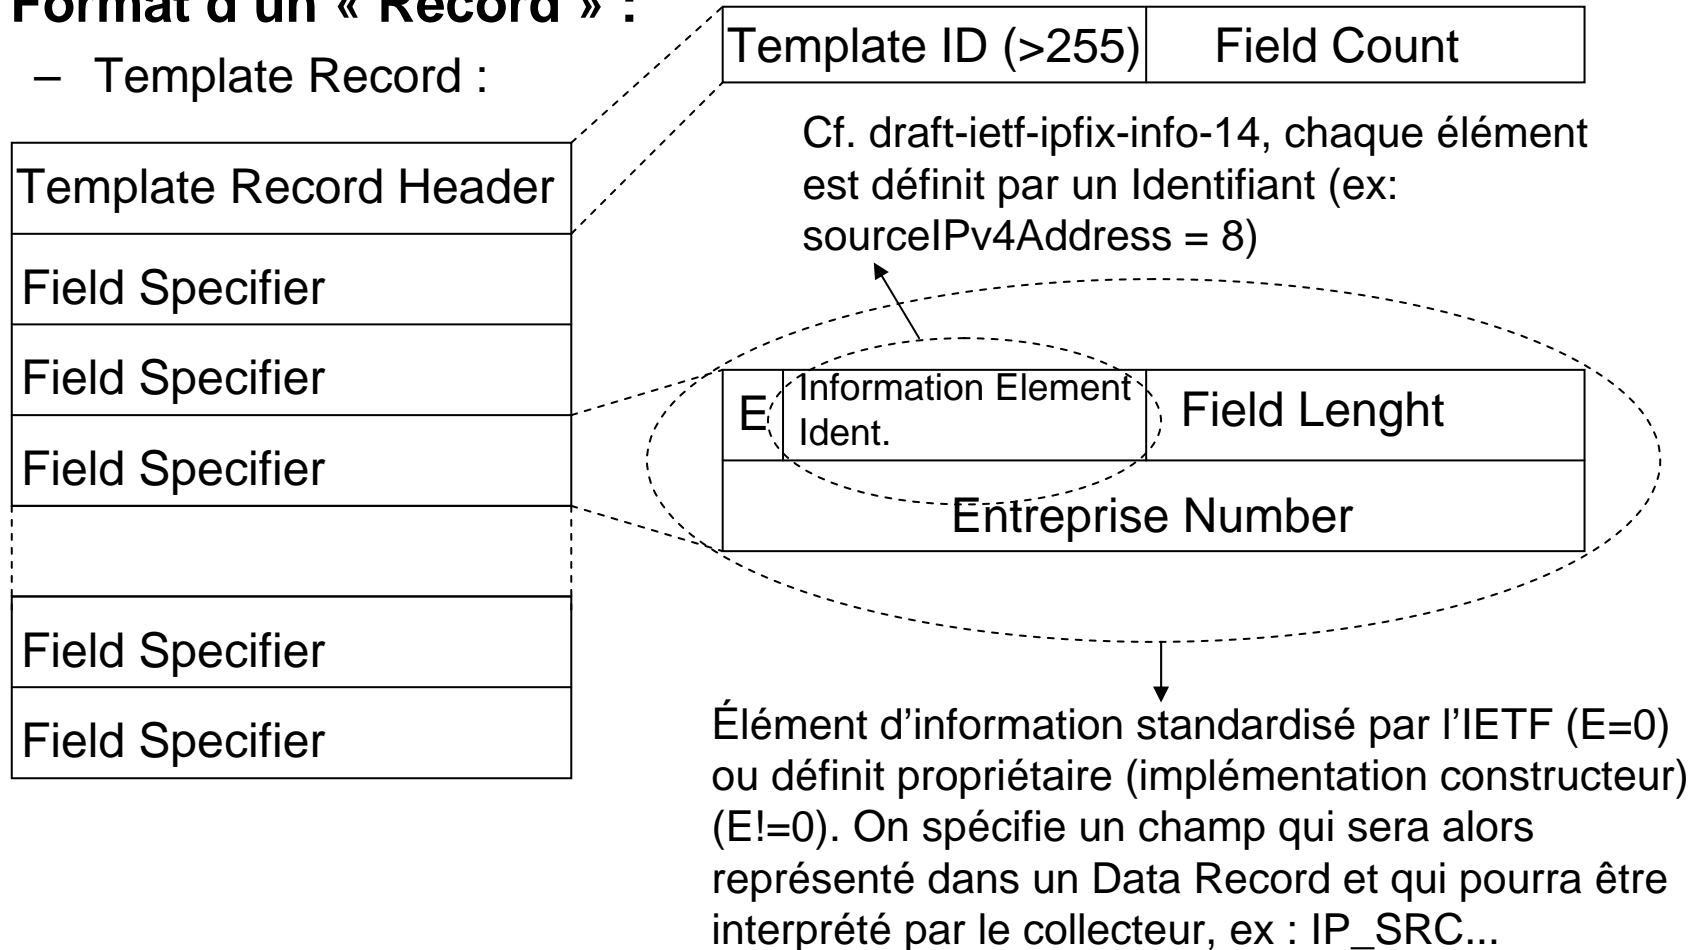 Format d'un « Record » :
– Template Record :
Template ID (>255)
Field Count
Cf. draft-ietf-ipfix-info-14, chaque élément
est définit par un Identifiant (ex:
sourceIPv4Address = 8)
Template Record Header
Field Specifier
Field Specifier
Field Specifier
Field Specifier
Field Specifier
E
Information Element
Ident.
Field Lenght
Entreprise Number
Élément d’information standardisé par l’IETF (E=0)
ou définit propriétaire (implémentation constructeur)
(E!=0). On spécifie un champ qui sera alors
représenté dans un Data Record et qui pourra être
interprété par le collecteur, ex : IP_SRC...